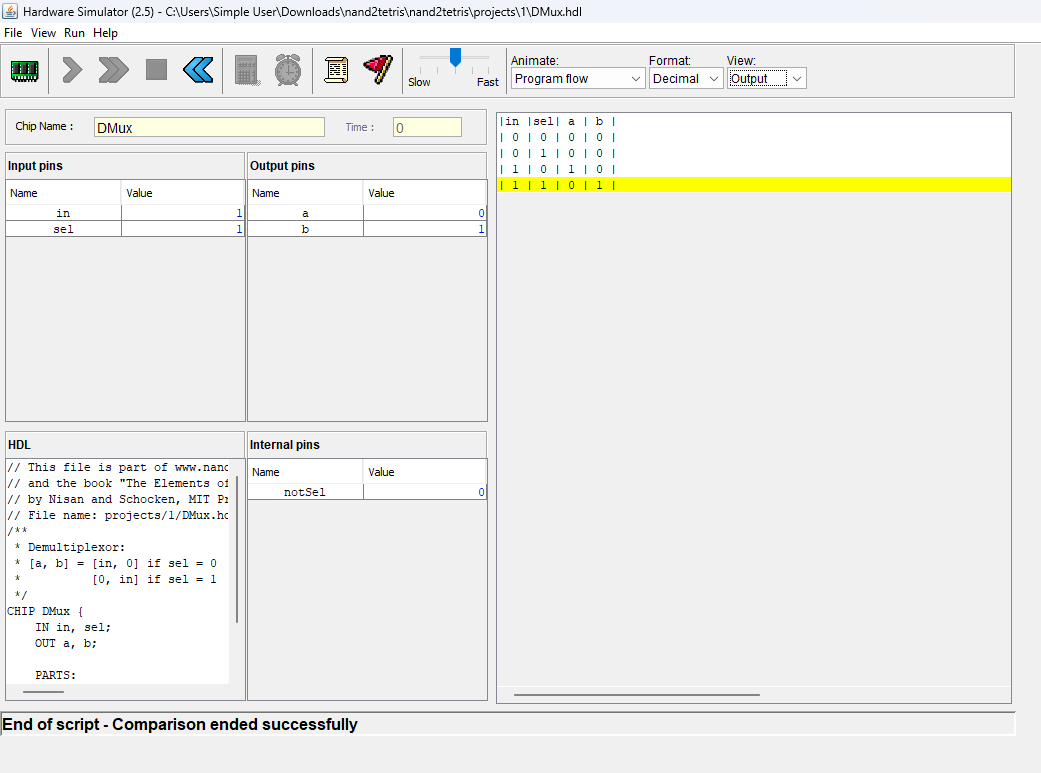 Hardware Simulator (2.5) - C:\Users\Simple User\Downloads\nand2tetris\nand2tetris\projects\1\DMux.hdl
File View Run Help
Slow Fast
Animate: Format: View:
Program flow Decimal Output
Chip Name : DMux Time : 0
Input pins
Name Value
in 1
sel 1
Output pins
Name Value
a 0
b 1
HDL
// This file is part of www.nand
// and the book "The Elements of
// by Nisan and Schocken, MIT Pr
// File name: projects/1/DMux.hd
/**
 * Demultiplexor:
 * [a, b] = [in, 0] if sel = 0
 *          [0, in] if sel = 1
 */
CHIP DMux {
    IN in, sel;
    OUT a, b;
    PARTS:
Internal pins
Name Value
notSel 0
|in |sel| a | b |
| 0 | 0 | 0 | 0 |
| 0 | 1 | 0 | 0 |
| 1 | 0 | 1 | 0 |
| 1 | 1 | 0 | 1 |
End of script - Comparison ended successfully